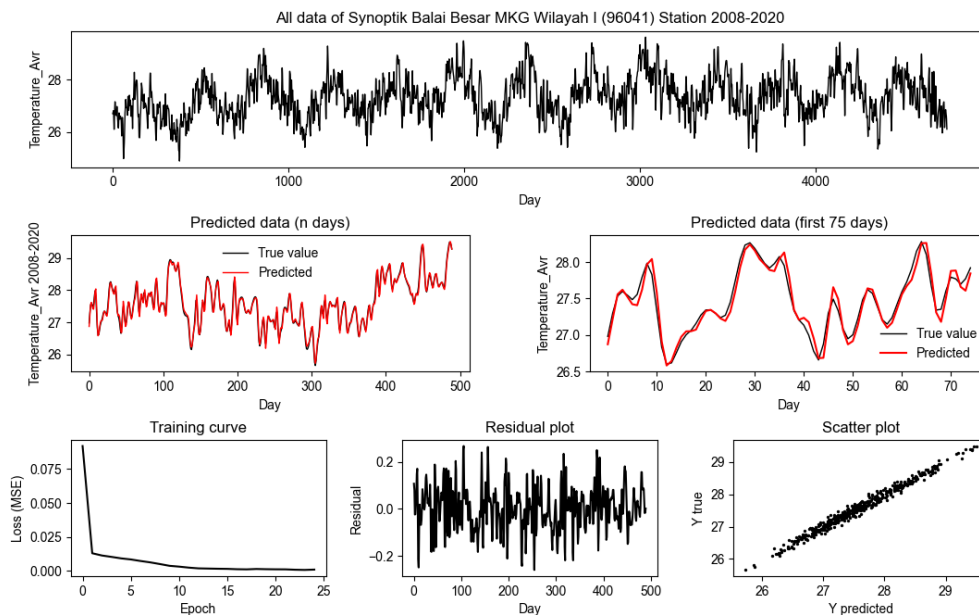 All data of Synoptik Balai Besar MKG Wilayah I (96041) Station 2008-2020
Temperature_Avr
28
26
0
1000
2000
3000
4000
Day
Predicted data (n days)
Temperature_Avr 2008-2020
29
28
27
26
True value
Predicted
0
100
200
300
400
500
Day
Predicted data (first 75 days)
Temperature_Avr
28.0
27.5
27.0
26.5
True value
Predicted
0
10
20
30
40
50
60
70
Day
Training curve
Loss (MSE)
0.075
0.050
0.025
0.000
0
5
10
15
20
25
Epoch
Residual plot
Residual
0.2
0.0
−0.2
0
100
200
300
400
500
Day
Scatter plot
Y true
29
28
27
26
26
27
28
29
Y predicted